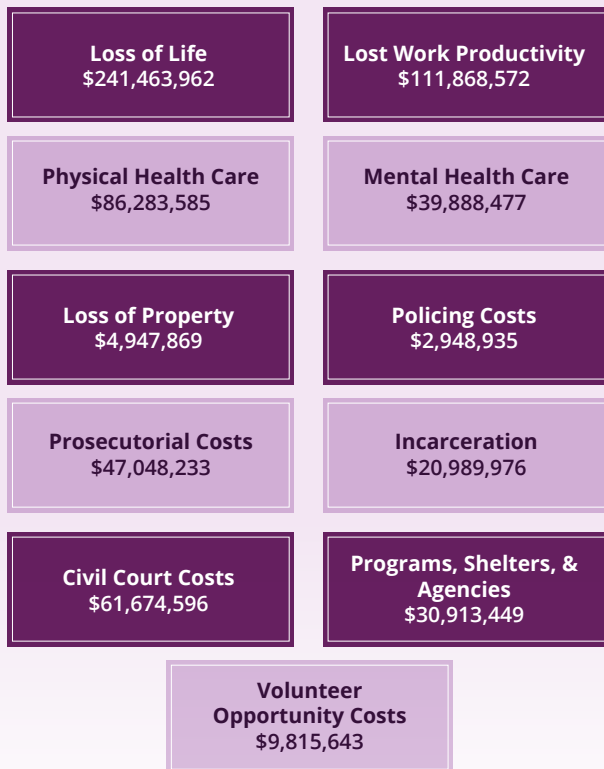 Loss of Life
$241,463,962
Lost Work Productivity
$111,868,572
Physical Health Care
$86,283,585
Mental Health Care
$39,888,477
Loss of Property
$4,947,869
Policing Costs
$2,948,935
Prosecutorial Costs
$47,048,233
Incarceration
$20,989,976
Civil Court Costs
$61,674,596
Programs, Shelters, &
Agencies
$30,913,449
Volunteer
Opportunity Costs
$9,815,643